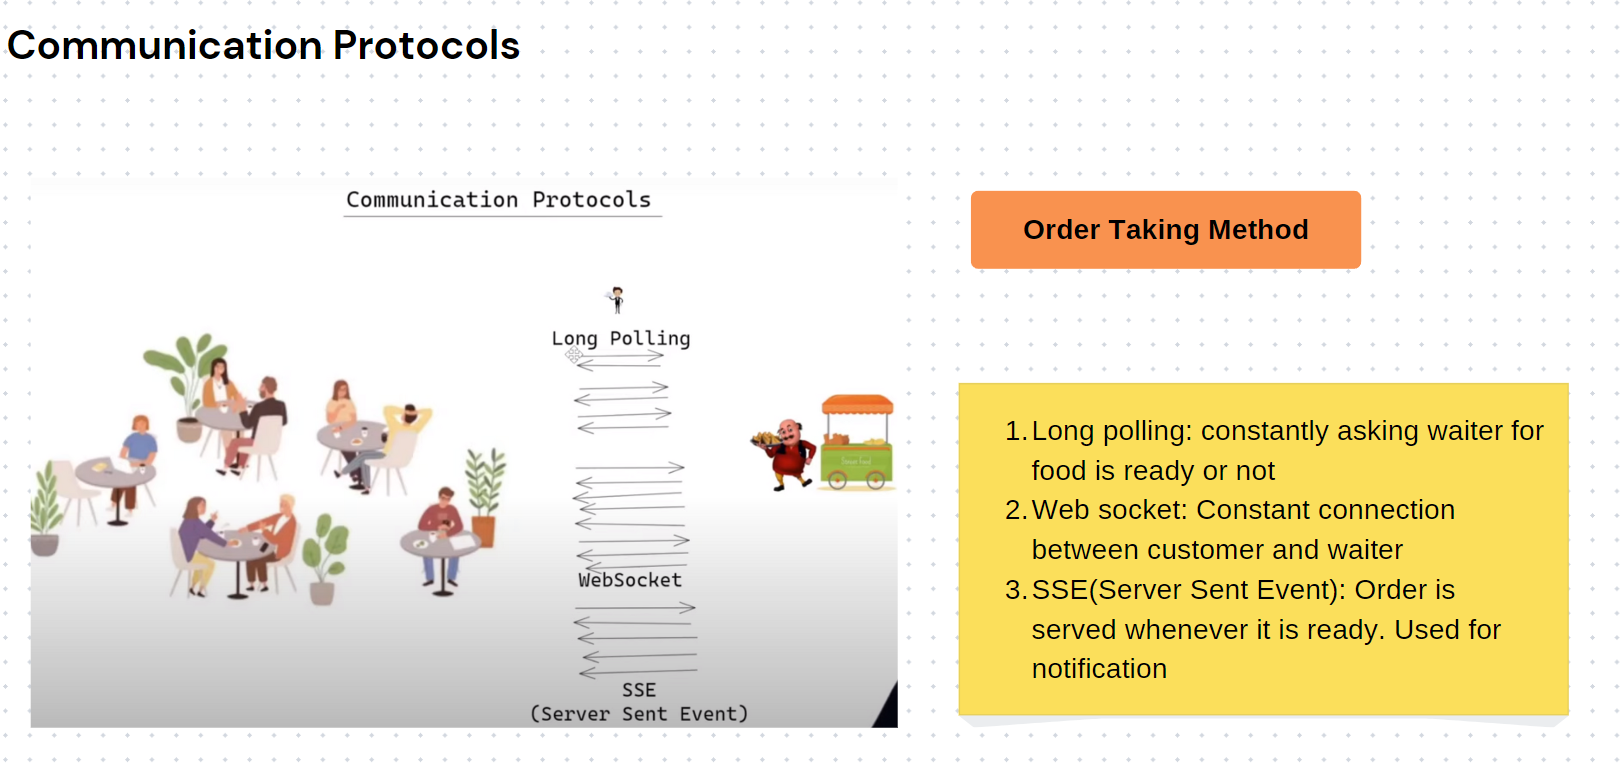 Communication Protocols
Communication Protocols
Long Polling
WebSocket
SSE
(Server Sent Event)
Order Taking Method
1. Long polling: constantly asking waiter for
food is ready or not
2. Web socket: Constant connection
between customer and waiter
3. SSE(Server Sent Event): Order is
served whenever it is ready. Used for
notification